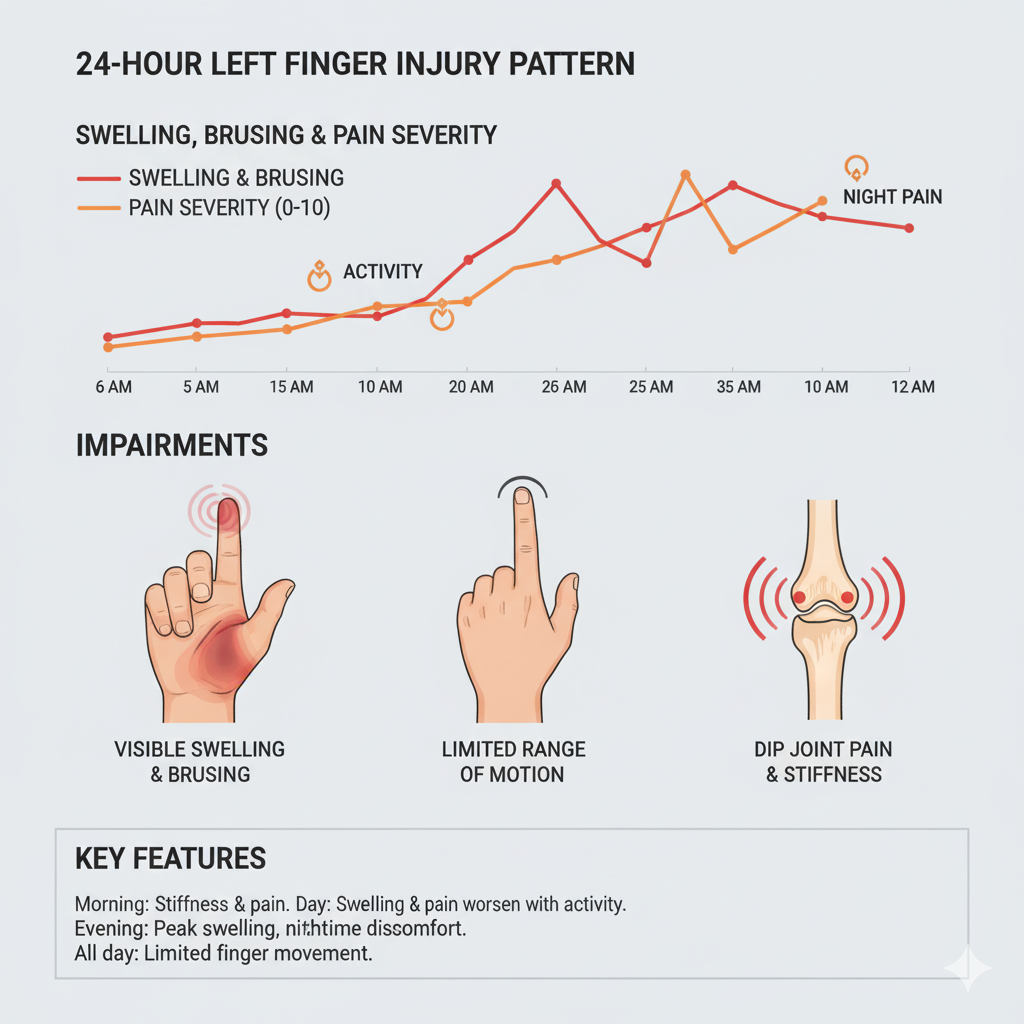 24-HOUR LEFT FINGER INJURY PATTERN
SWELLING, BRUSING & PAIN SEVERITY
SWELLING & BRUSING
PAIN SEVERITY (0-10)
NIGHT PAIN
ACTIVITY
6 AM 5 AM 15 AM 10 AM 20 AM 26 AM 25 AM 35 AM 10 AM 12 AM
IMPAIRMENTS
VISIBLE SWELLING
& BRUSING
LIMITED RANGE
OF MOTION
DIP JOINT PAIN
& STIFFNESS
KEY FEATURES
Morning: Stiffness & pain. Day: Swelling & pain worsen with activity.
Evening: Peak swelling, nithtime dissomfort.
All day: Limited finger movement.